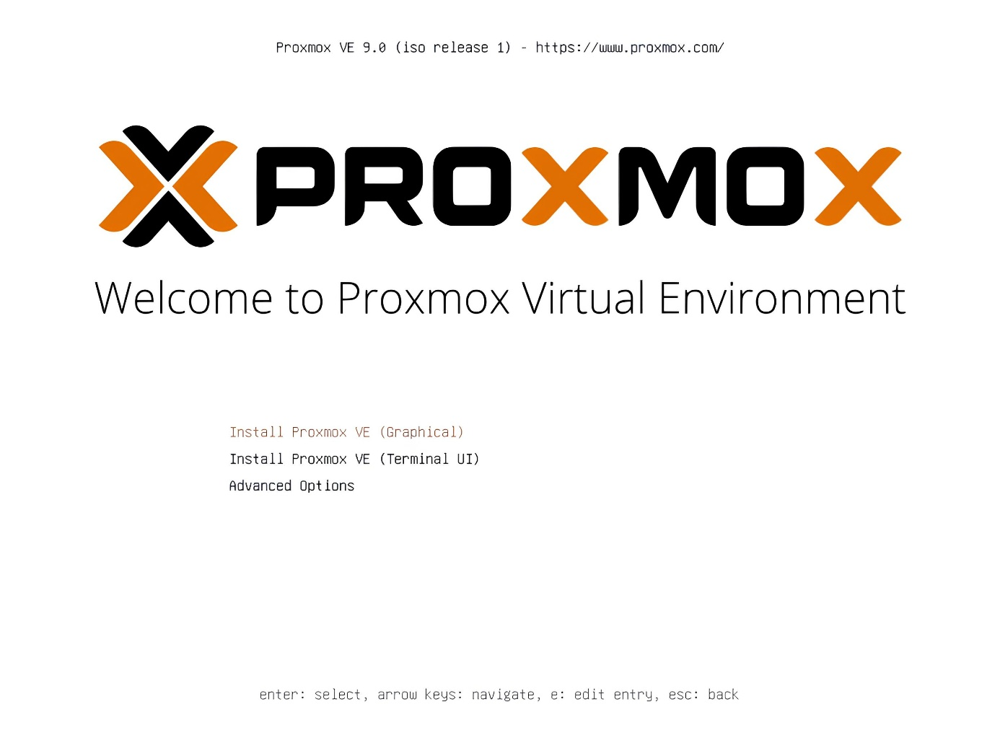 Proxmox VE 9.0 (iso release 1) - https://www.proxmox.com/
PROXMOX
Welcome to Proxmox Virtual Environment
Install Proxmox VE (Graphical)
Install Proxmox VE (Terminal UI)
Advanced Options
enter: select, arrow keys: navigate, e: edit entry, esc: back